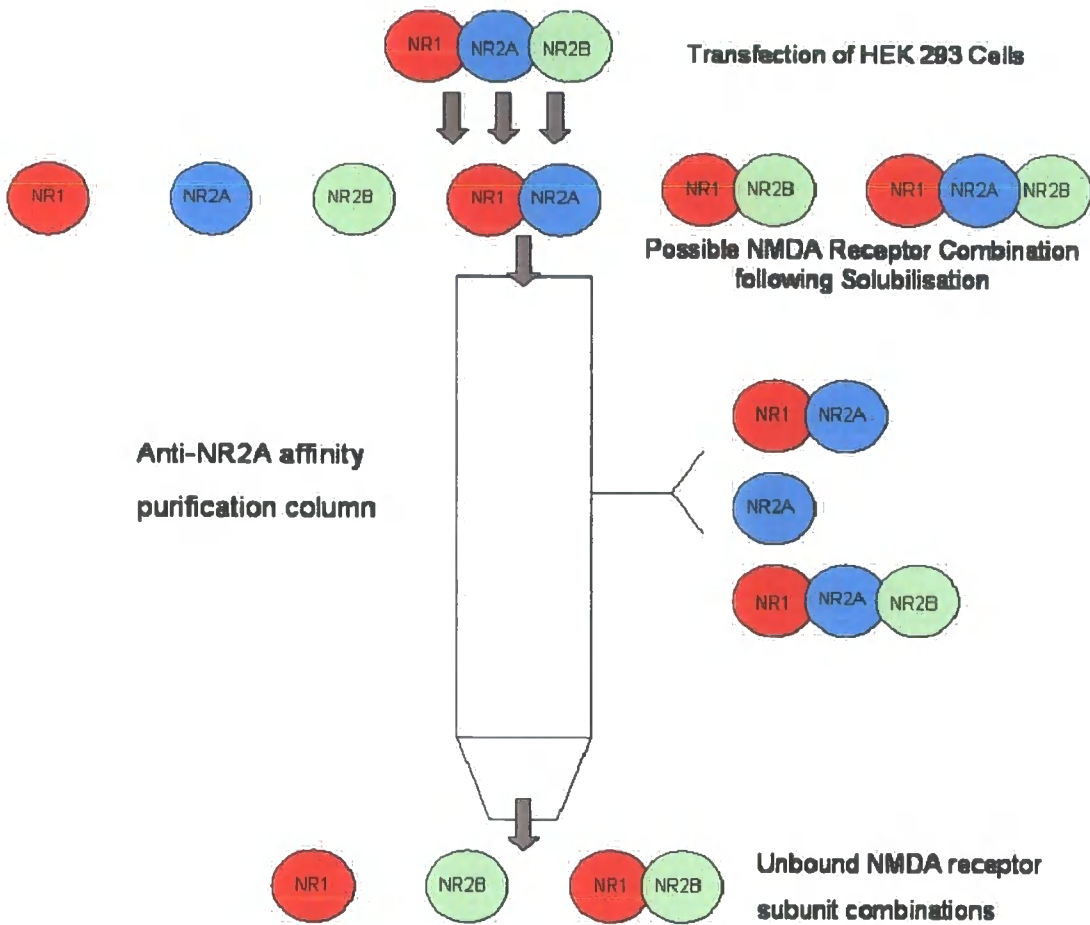 NR1 NR2A NR2B
Transfection of HEK 293 Cells
NR1 NR2A NR2B NR1 NR2A NR1 NR2B NR1 NR2A NR2B
Possible NMDA Receptor Combination
following Solubilisation
NR1 NR2A
Anti-NR2A affinity
purification column
NR2A
NR1 NR2A NR2B
NR1 NR2B NR1 NR2B
Unbound NMDA receptor
subunit combinations